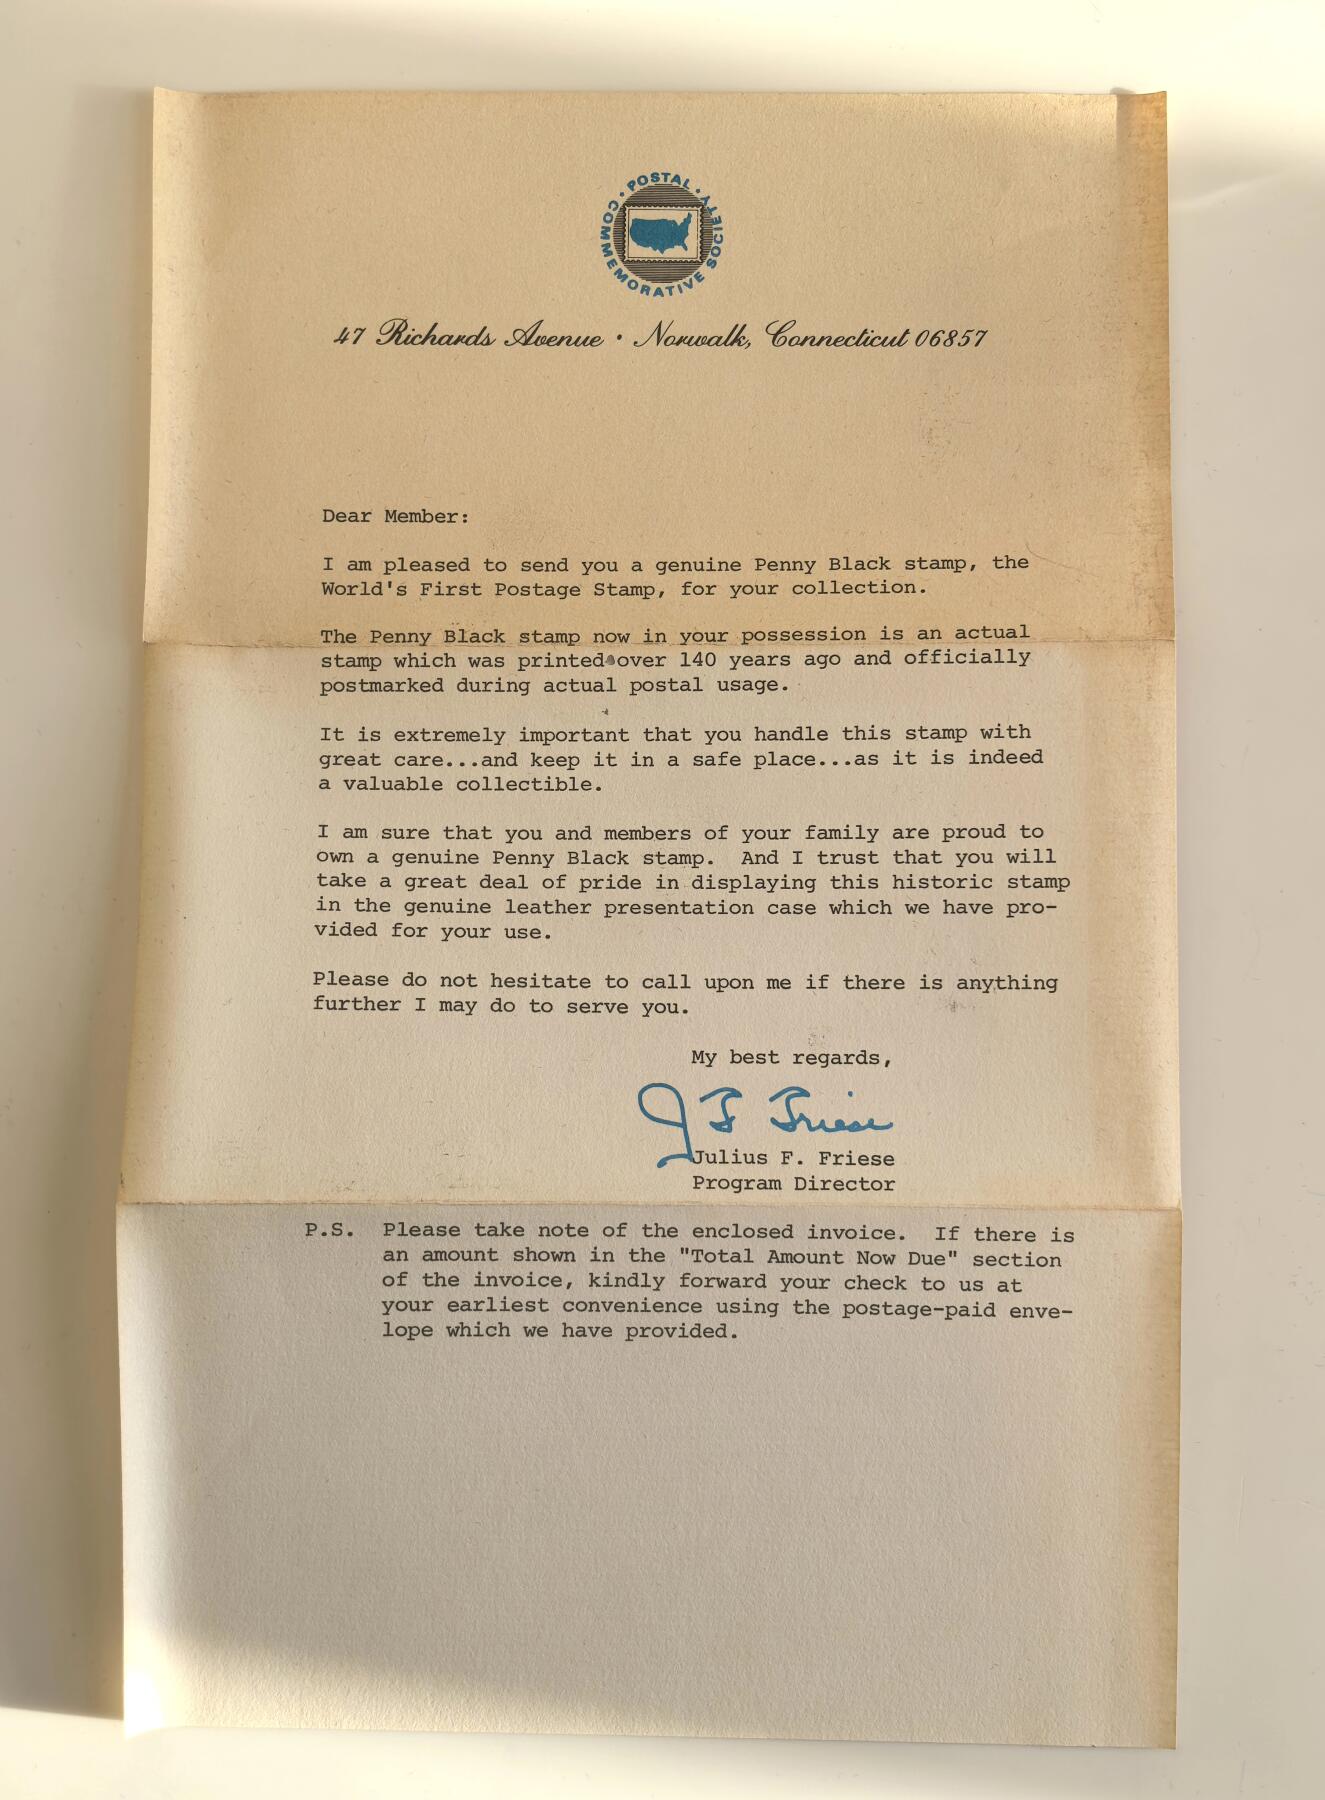 POSTAL COMMEMORATIVE SOCIETY
47 Richards Avenue • Norwalk, Connecticut 06857
Dear Member:
I am pleased to send you a genuine Penny Black stamp, the
World's First Postage Stamp, for your collection.
The Penny Black stamp now in your possession is an actual
stamp which was printed over 140 years ago and officially
postmarked during actual postal usage.
It is extremely important that you handle this stamp with
great care...and keep it in a safe place...as it is indeed
a valuable collectible.
I am sure that you and members of your family are proud to
own a genuine Penny Black stamp.  And I trust that you will
take a great deal of pride in displaying this historic stamp
in the genuine leather presentation case which we have pro-
vided for your use.
Please do not hesitate to call upon me if there is anything
further I may do to serve you.
My best regards,
J F Friese
Julius F. Friese
Program Director
P.S.  Please take note of the enclosed invoice.  If there is
an amount shown in the "Total Amount Now Due" section
of the invoice, kindly forward your check to us at
your earliest convenience using the postage-paid enve-
lope which we have provided.